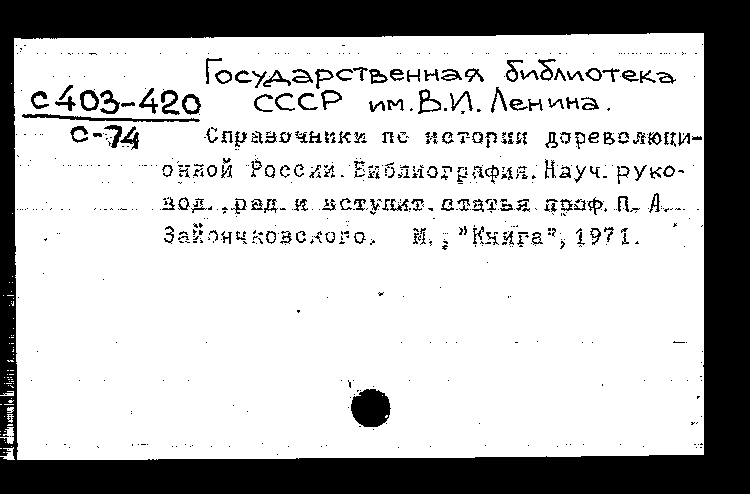 Государственная библиотека
с 403-420 СССР им. В.И. Ленина.
С-74 Справочники по истории дореволюци-
онной России. Библиография. Науч. руко-
вод., ред. и вступит. статья проф. П. А.
Зайончковского. М., "Книга", 1971.